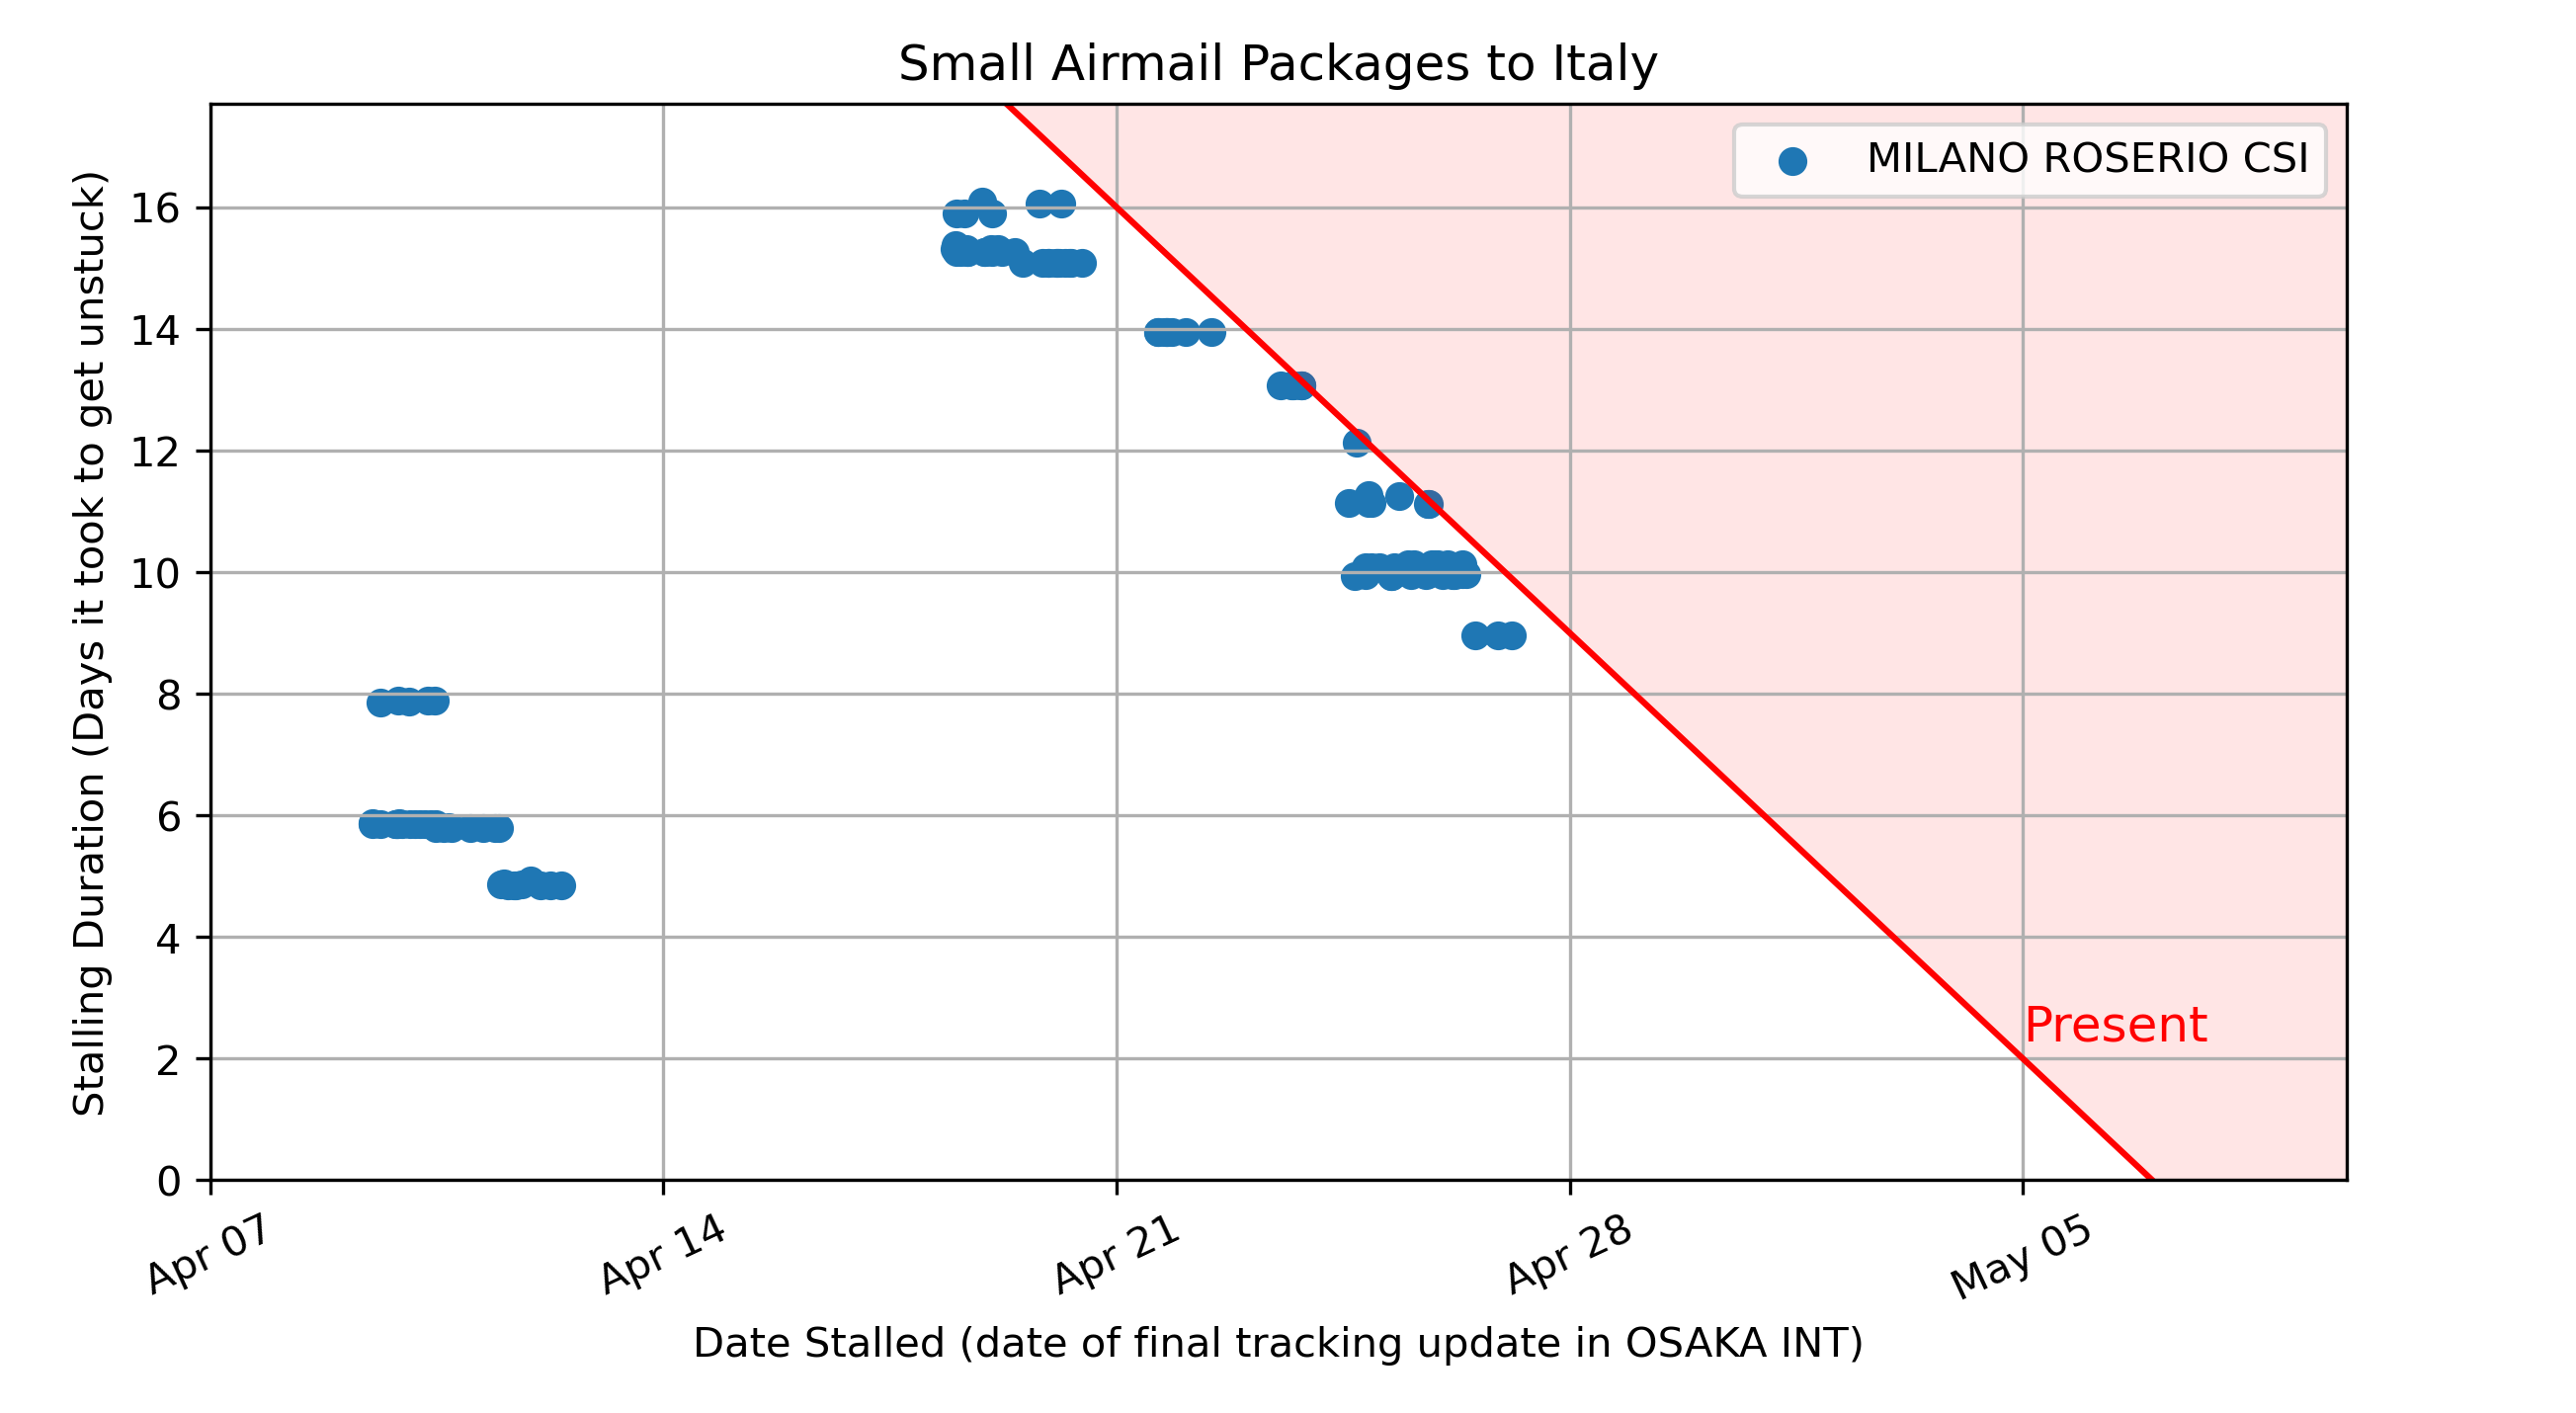 Small Airmail Packages to Italy
MILANO ROSERIO CSI
Stalling Duration (Days it took to get unstuck)
16
14
12
10
8
6
4
2
0
Present
Apr 07
Apr 14
Apr 21
Apr 28
May 05
Date Stalled (date of final tracking update in OSAKA INT)